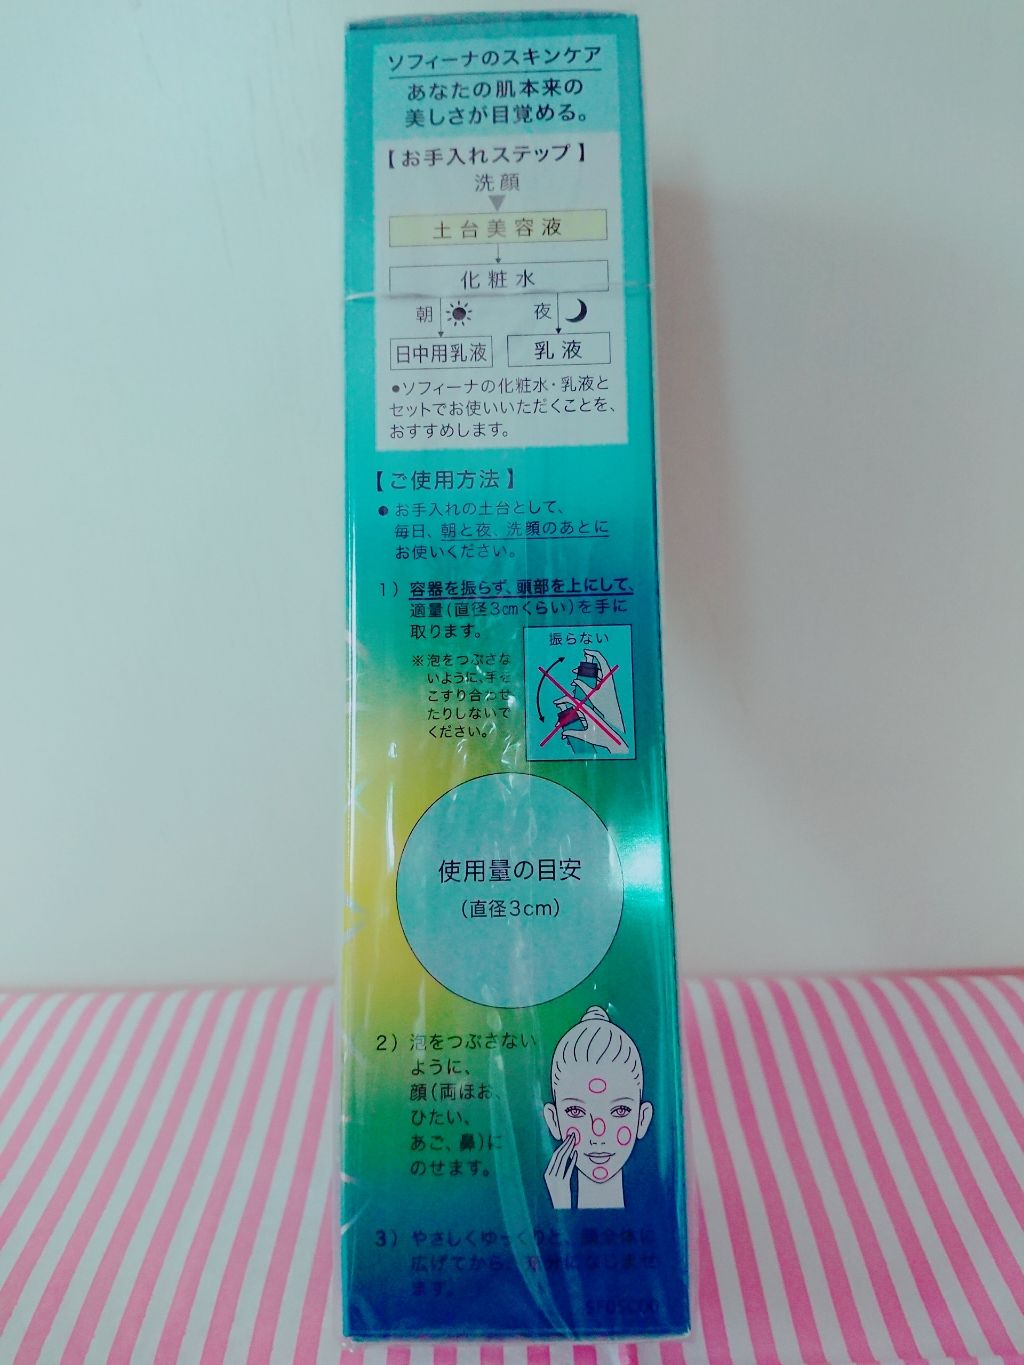 ソフィーナのスキンケア
あなたの肌本来の
美しさが目覚める。
【お手入れステップ】
洗顔
土台美容液
化粧水
朝 夜
日中用乳液 乳液
●ソフィーナの化粧水・乳液と
セットでお使いいただくことを、
おすすめします。
【ご使用方法】
● お手入れの土台として、
毎日、朝と夜、洗顔のあとに
お使いください。
1) 容器を振らず、頭部を上にして、
適量(直径3cmくらい)を手に
取ります。
振らない
※泡をつぶさな
いように、手を
こすり合わせ
たりしないで
ください。
使用量の目安
(直径3cm)
2) 泡をつぶさない
ように、
顔(両ほお、
ひたい、
あご、鼻)に
のせます。
3) やさしくゆっくりと、顔全体に
広げてから、充分になじませ
ます。